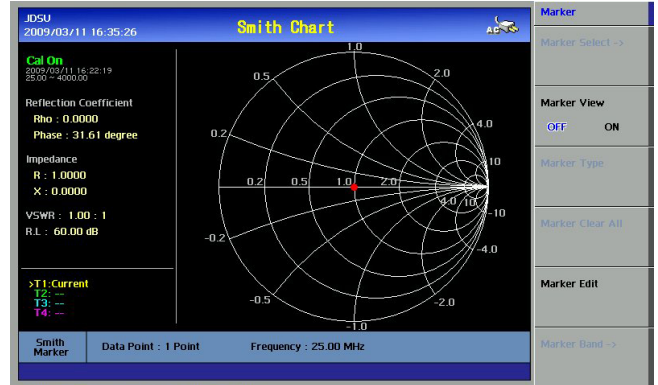 JDSU
2009/03/11 16:35:26
Smith Chart
AC
Cal On
2009/03/11 16:22:19
25.00 ~ 4000.00
Reflection Coefficient
Rho : 0.0000
Phase : 31.61 degree
Impedance
R : 1.0000
X : 0.0000
VSWR : 1.00 : 1
R.L : 60.00 dB
>T1:Current
T2: --
T3: --
T4: --
1.0
0.5
2.0
0.2
4.0
10
0.2
0.5
1.0
2.0
4.0
10
-10
-0.2
-4.0
-0.5
-2.0
-1.0
Smith
Marker
Data Point : 1 Point
Frequency : 25.00 MHz
Marker
Marker Select ->
Marker View
OFF ON
Marker Type
Marker Clear All
Marker Edit
Marker Band ->